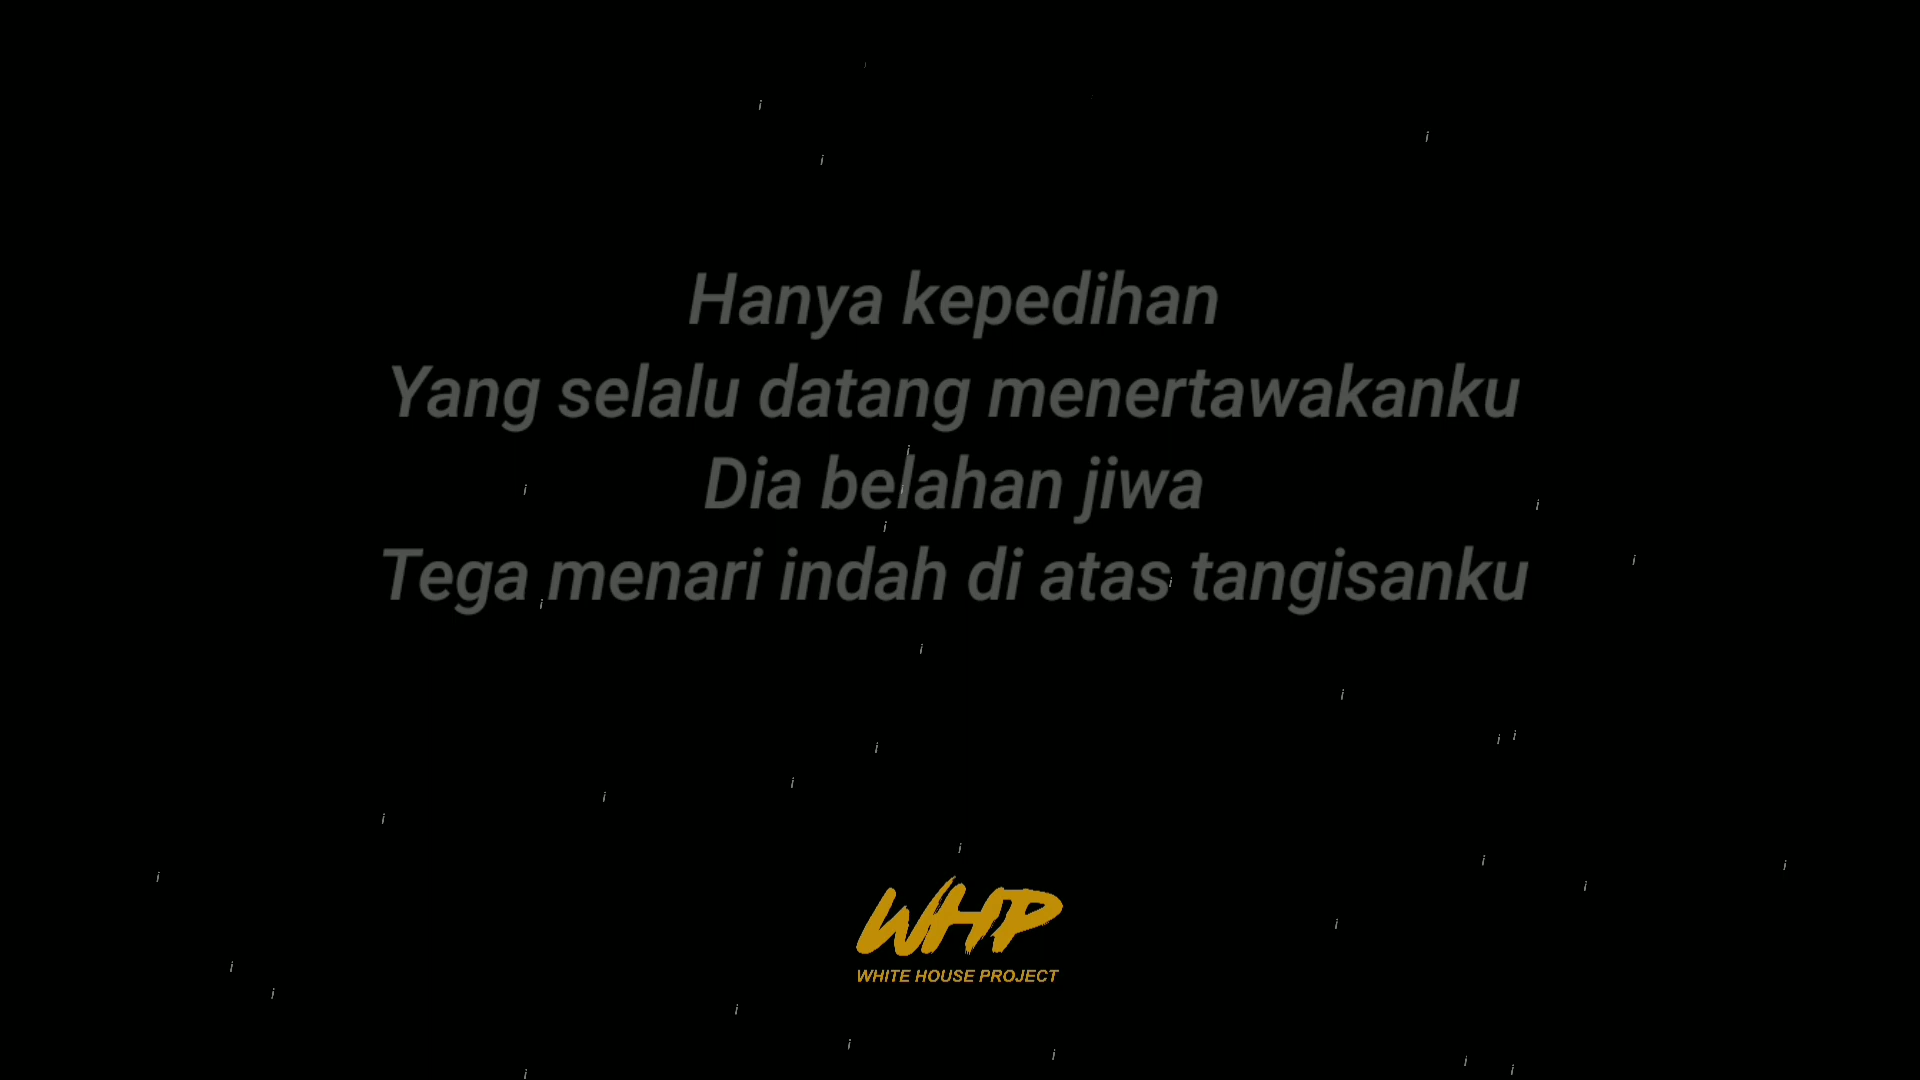 Hanya kepedihan
Yang selalu datang menertawakanku
Dia belahan jiwa
Tega menari indah di atas tangisanku
WHP
WHITE HOUSE PROJECT